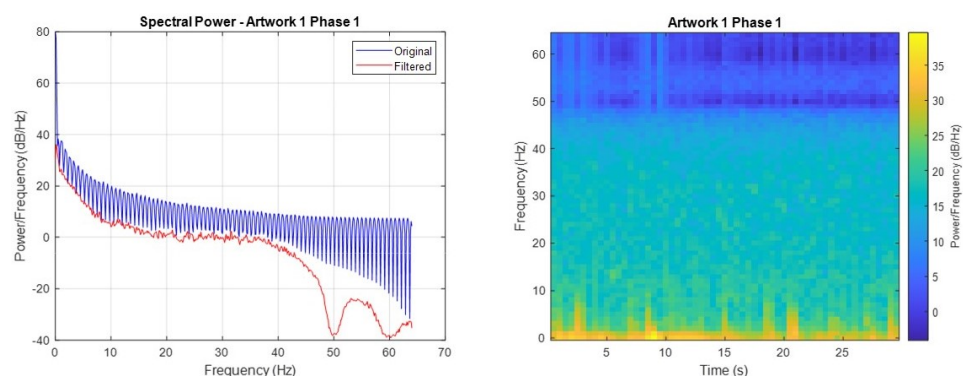 Spectral Power - Artwork 1 Phase 1
Original
Filtered
80
60
40
20
0
-20
-40
Power/Frequency (dB/Hz)
0 10 20 30 40 50 60 70
Frequency (Hz)
Artwork 1 Phase 1
60
50
40
30
20
10
0
Frequency (Hz)
5 10 15 20 25
Time (s)
35
30
25
20
15
10
5
0
Power/Frequency (dB/Hz)